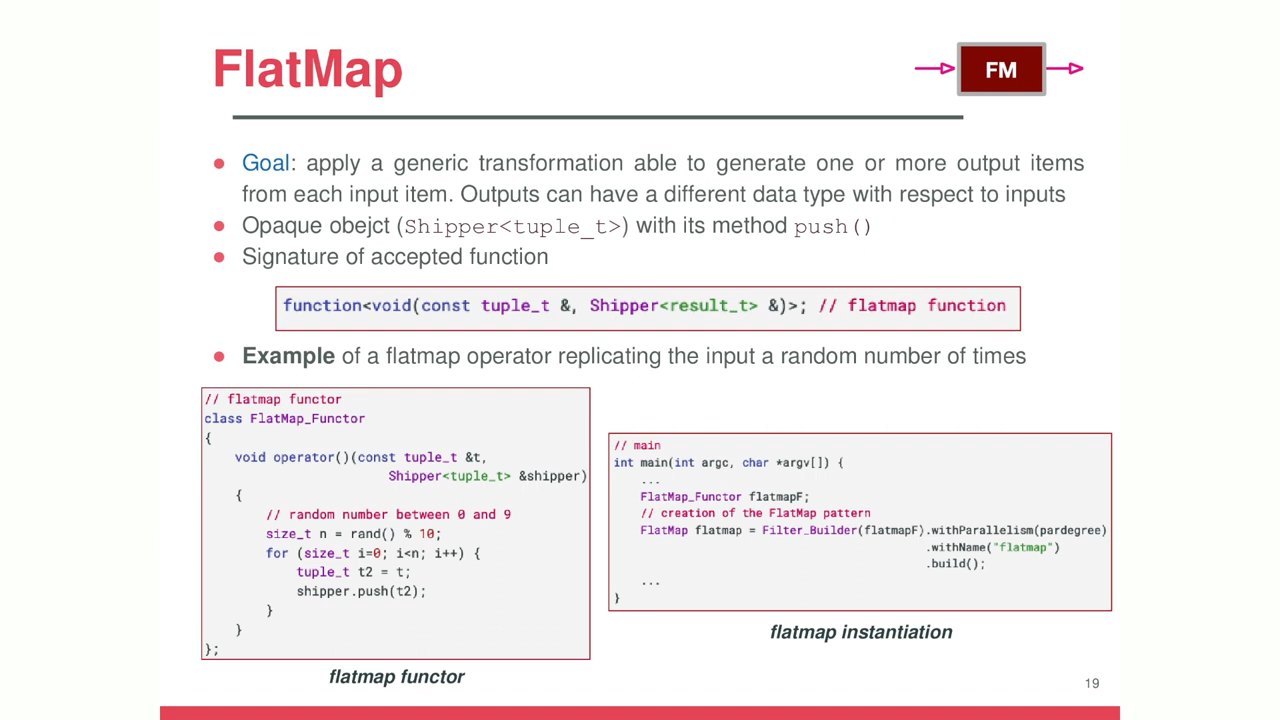 FlatMap
FM
● Goal: apply a generic transformation able to generate one or more output items
from each input item. Outputs can have a different data type with respect to inputs
● Opaque obejct (Shipper<tuple_t>) with its method push()
● Signature of accepted function
function<void(const tuple_t &, Shipper<result_t> &)>; // flatmap function
● Example of a flatmap operator replicating the input a random number of times
// flatmap functor
class FlatMap_Functor
{
void operator()(const tuple_t &t,
Shipper<tuple_t> &shipper)
{
// random number between 0 and 9
size_t n = rand() % 10;
for (size_t i=0; i<n; i++) {
tuple_t t2 = t;
shipper.push(t2);
}
}
};
flatmap functor
// main
int main(int argc, char *argv[]) {
...
FlatMap_Functor flatmapF;
// creation of the FlatMap pattern
FlatMap flatmap = Filter_Builder(flatmapF).withParallelism(pardegree)
.withName("flatmap")
.build();
...
}
flatmap instantiation
19